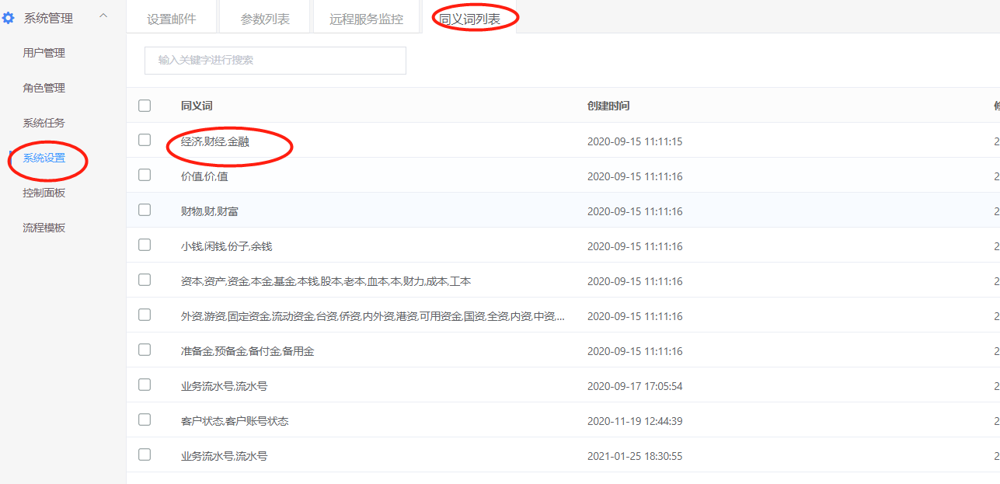 系统管理
用户管理
角色管理
系统任务
系统设置
控制面板
流程模板
设置邮件 参数列表 远程服务监控 同义词列表
输入关键字进行搜索
同义词 创建时间
经济,财经,金融 2020-09-15 11:11:15 2
价值,价,值 2020-09-15 11:11:16 2
财物,财,财富 2020-09-15 11:11:16 2
小钱,闲钱,份子,余钱 2020-09-15 11:11:16 2
资本,资产,资金,本金,基金,本钱,股本,老本,血本,本,财力,成本,工本 2020-09-15 11:11:16 2
外资,游资,固定资金,流动资金,台资,侨资,内外资,港资,可用资金,国资,全资,内资,中资,... 2020-09-15 11:11:16 2
准备金,预备金,备付金,备用金 2020-09-15 11:11:16 2
业务流水号,流水号 2020-09-17 17:05:54 2
客户状态,客户账号状态 2020-11-19 12:44:39 2
业务流水号,流水号 2021-01-25 18:30:55 2